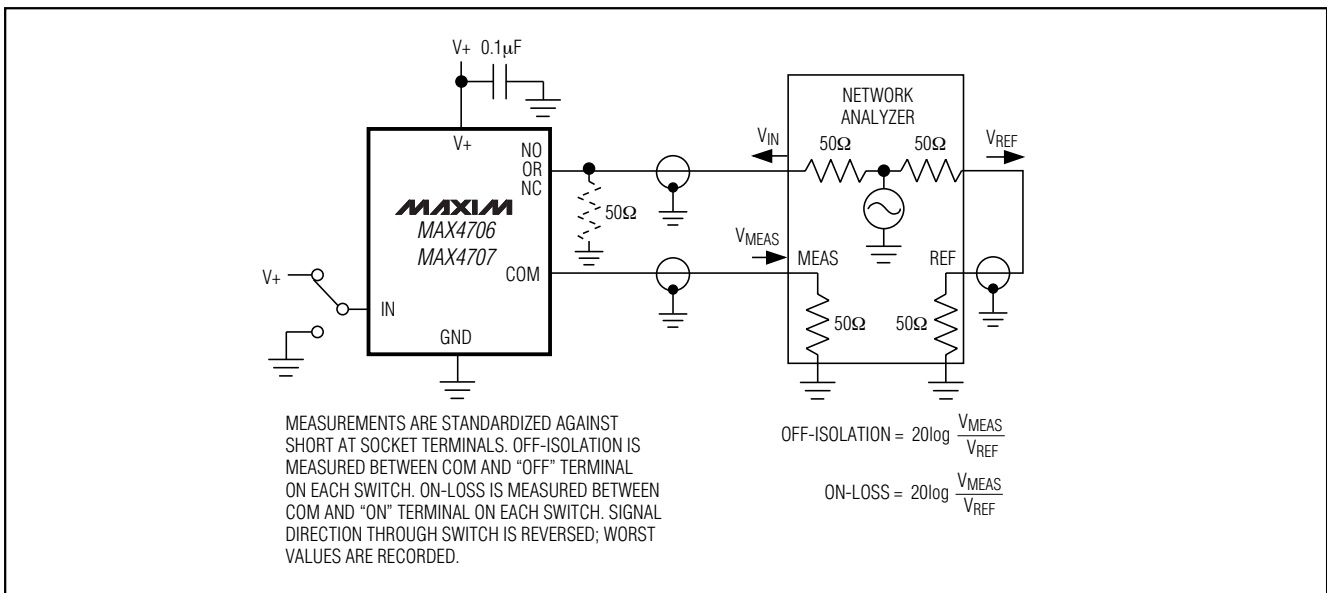 V+ 0.1μF
V+
NO
OR
NC
MAXIM
MAX4706
MAX4707
COM
V+
IN
GND
50Ω
VIN
VMEAS
NETWORK
ANALYZER
50Ω 50Ω
VREF
MEAS REF
50Ω 50Ω
MEASUREMENTS ARE STANDARDIZED AGAINST
SHORT AT SOCKET TERMINALS. OFF-ISOLATION IS
MEASURED BETWEEN COM AND “OFF” TERMINAL
ON EACH SWITCH. ON-LOSS IS MEASURED BETWEEN
COM AND “ON” TERMINAL ON EACH SWITCH. SIGNAL
DIRECTION THROUGH SWITCH IS REVERSED; WORST
VALUES ARE RECORDED.
OFF-ISOLATION = 20log VMEAS
VREF
ON-LOSS = 20log VMEAS
VREF